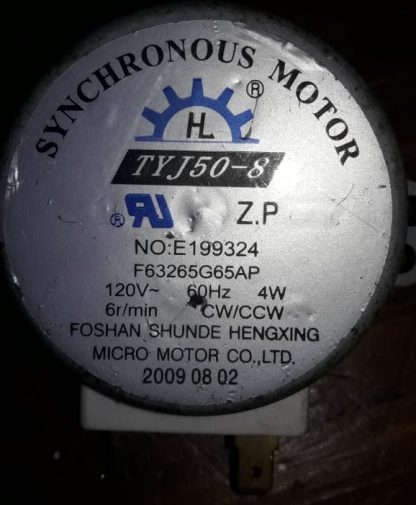 SYNCHRONOUS MOTOR
®
HL
TYJ50-8
® RU Z.P
NO:E199324
F63265G65AP
120V~ 60Hz 4W
6r/min CW/CCW
FOSHAN SHUNDE HENGXING
MICRO MOTOR CO.,LTD.
2009 08 02